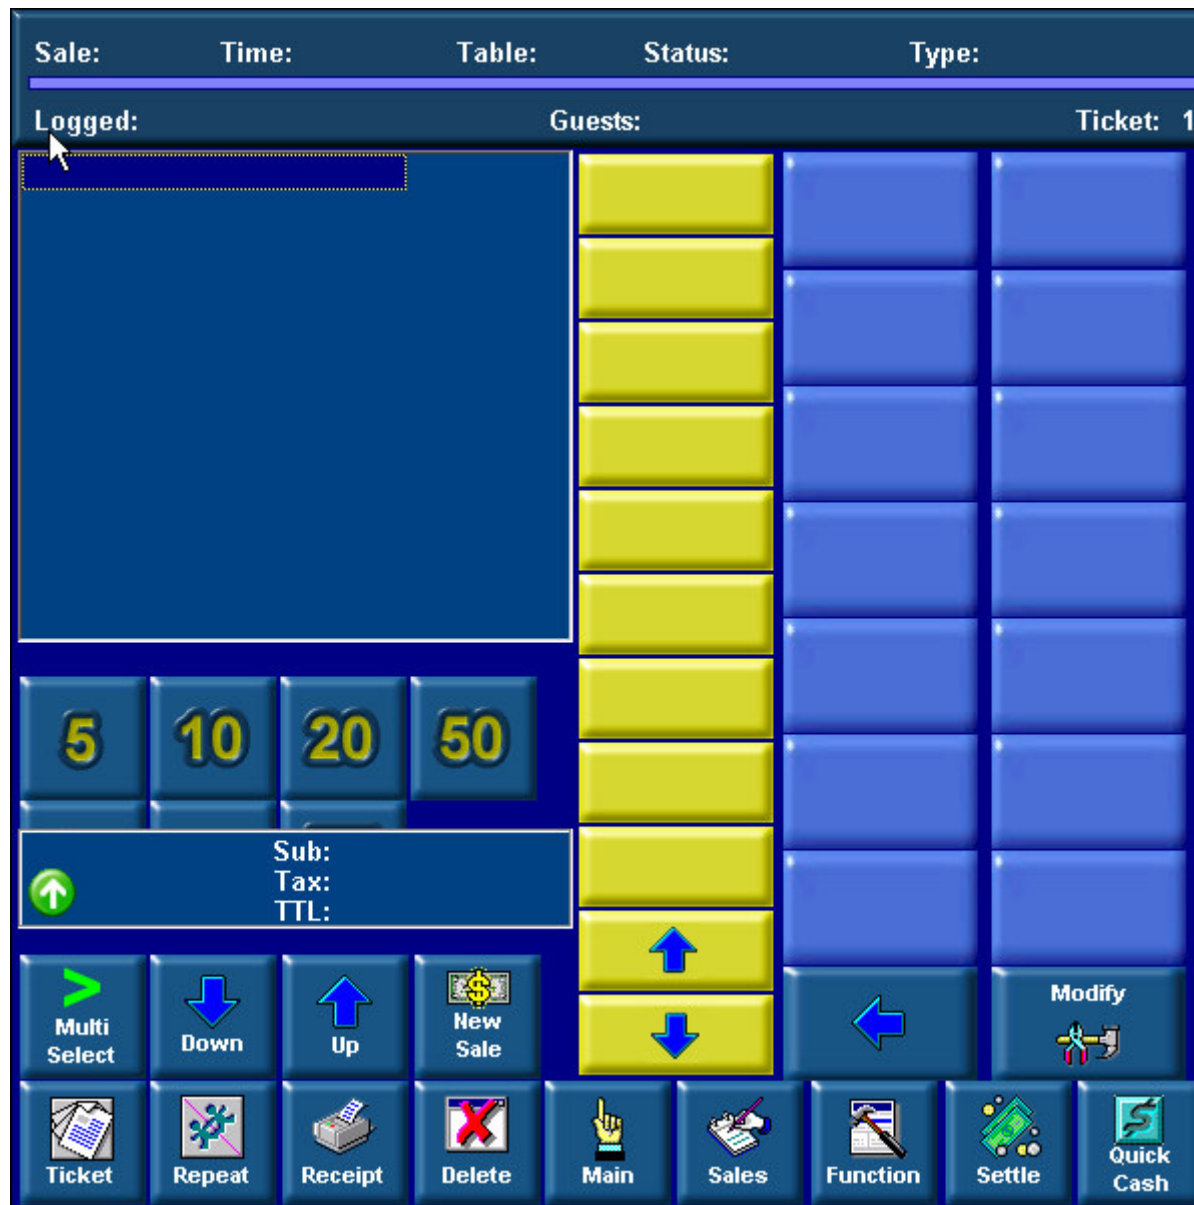 Sale: Time: Table: Status: Type:
Logged: Guests: Ticket: 1
5 10 20 50
Sub:
Tax:
TTL:
> Multi Select
Down
Up
New Sale
Modify
Ticket
Repeat
Receipt
Delete
Main
Sales
Function
Settle
Quick Cash